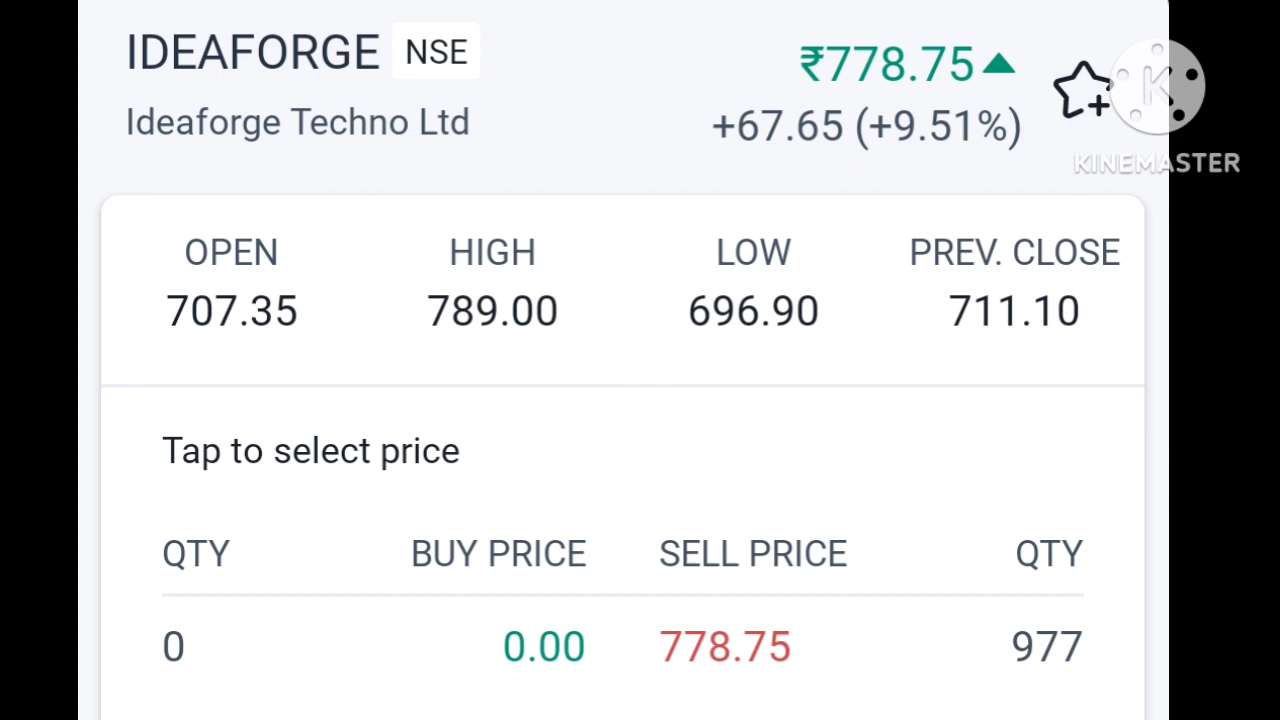 IDEAFORGE NSE
₹778.75
Ideaforge Techno Ltd
+67.65 (+9.51%)
K
KINEMASTER
OPEN HIGH LOW PREV. CLOSE
707.35 789.00 696.90 711.10
Tap to select price
QTY BUY PRICE SELL PRICE QTY
0 0.00 778.75 977